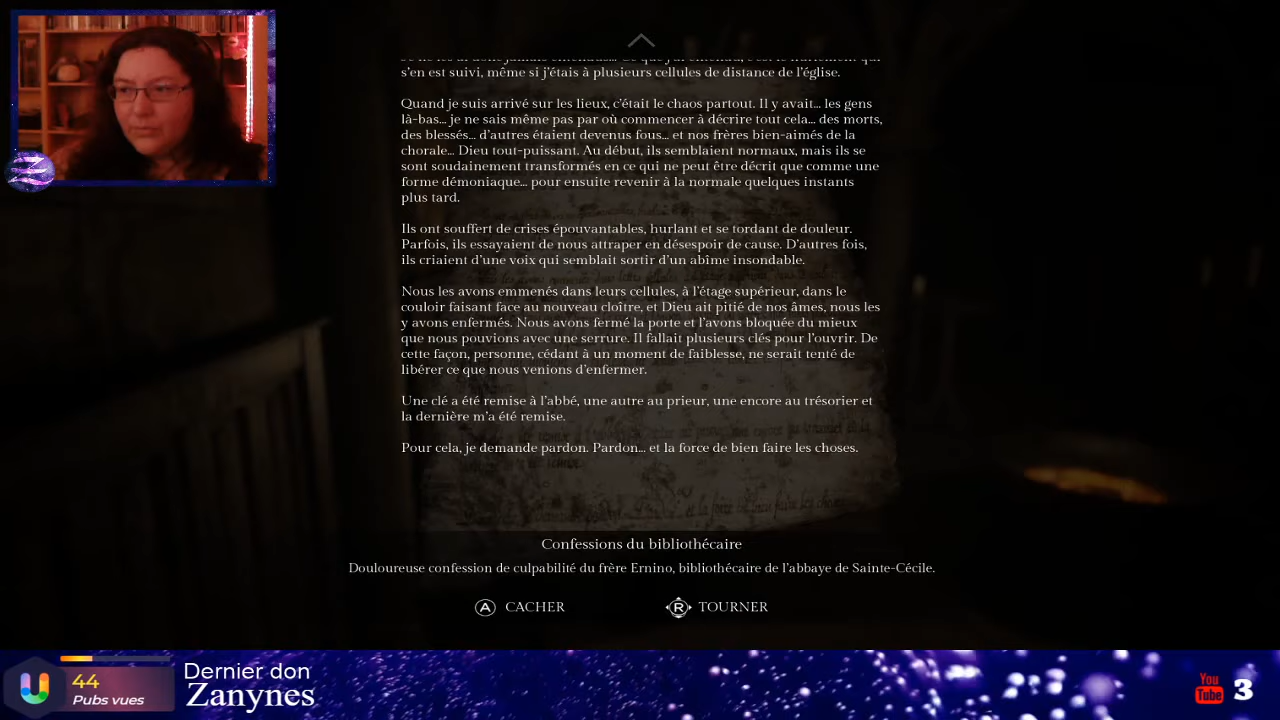 s'en est suivi, même si j'étais à plusieurs cellules de distance de l'église.
Quand je suis arrivé sur les lieux, c'était le chaos partout. Il y avait... les gens
là-bas... je ne sais même pas par où commencer à décrire tout cela... des morts,
des blessés... d'autres étaient devenus fous... et nos frères bien-aimés de la
chorale... Dieu tout-puissant. Au début, ils semblaient normaux, mais ils se
sont soudainement transformés en ce qui ne peut être décrit que comme une
forme démoniaque... pour ensuite revenir à la normale quelques instants
plus tard.
Ils ont souffert de crises épouvantables, hurlant et se tordant de douleur.
Parfois, ils essayaient de nous attraper en désespoir de cause. D'autres fois,
ils criaient d'une voix qui semblait sortir d'un abîme insondable.
Nous les avons emmenés dans leurs cellules, à l'étage supérieur, dans le
couloir faisant face au nouveau cloître, et Dieu ait pitié de nos âmes, nous les
y avons enfermés. Nous avons fermé la porte et l'avons bloquée du mieux
que nous pouvions avec une serrure. Il fallait plusieurs clés pour l'ouvrir. De
cette façon, personne, cédant à un moment de faiblesse, ne serait tenté de
libérer ce que nous venions d'enfermer.
Une clé a été remise à l'abbé, une autre au prieur, une encore au trésorier et
la dernière m'a été remise.
Pour cela, je demande pardon. Pardon... et la force de bien faire les choses.
Confessions du bibliothécaire
Douloureuse confession de culpabilité du frère Ernino, bibliothécaire de l'abbaye de Sainte-Cécile.
A CACHER
R TOURNER
44
Pubs vues
Dernier don
Zanynes
You
Tube
3